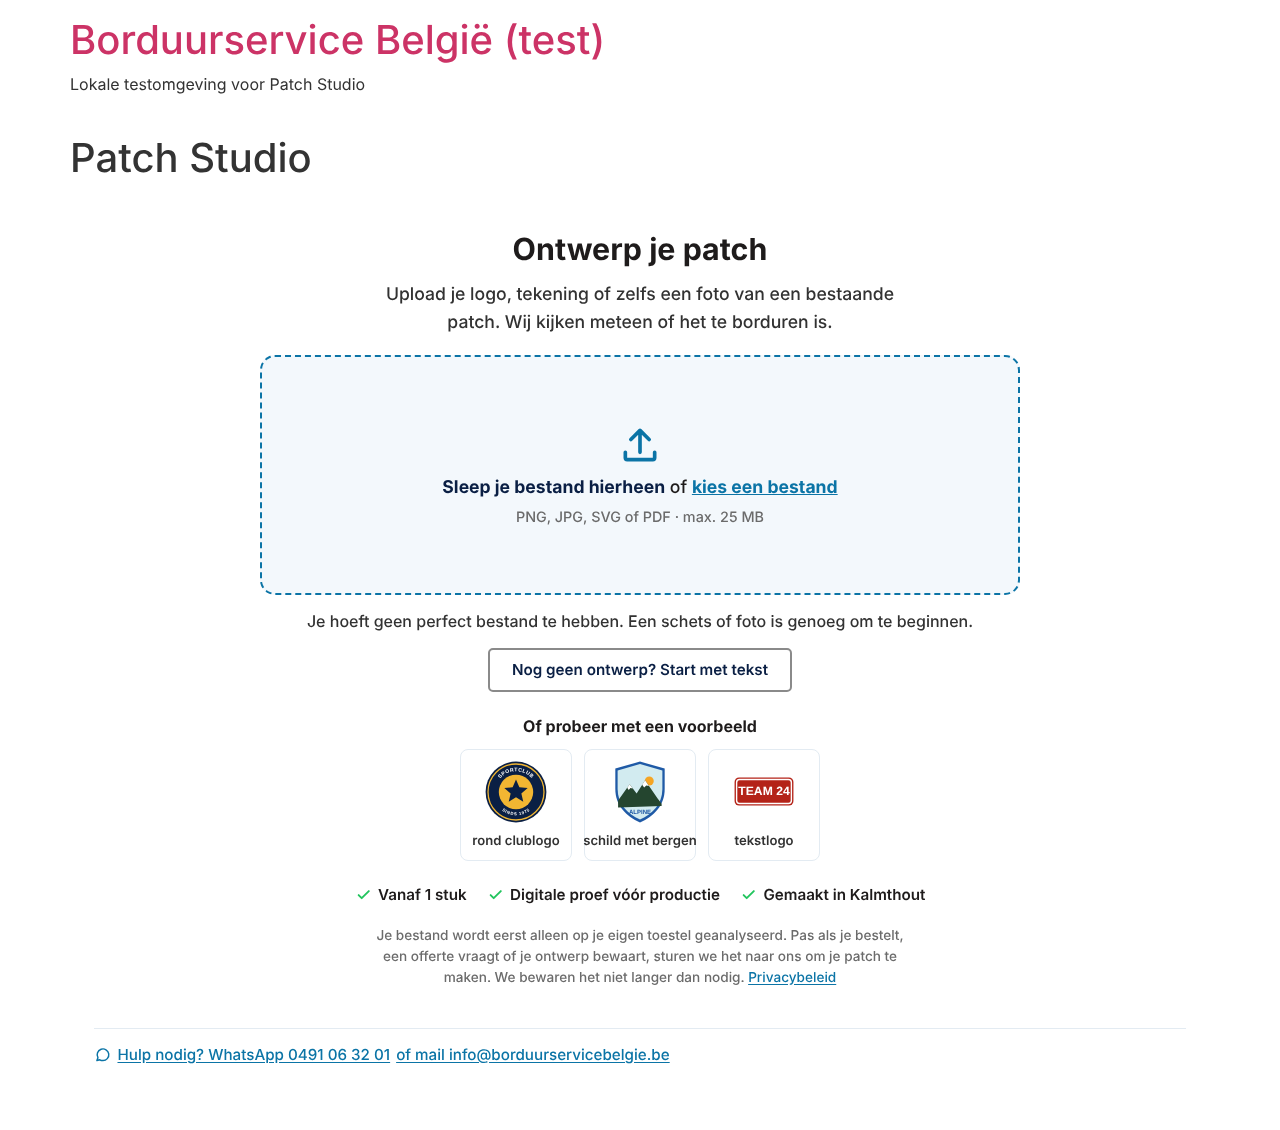 Borduurservice België (test)
Lokale testomgeving voor Patch Studio
Patch Studio
Ontwerp je patch
Upload je logo, tekening of zelfs een foto van een bestaande
patch. Wij kijken meteen of het te borduren is.
Sleep je bestand hierheen of kies een bestand
PNG, JPG, SVG of PDF · max. 25 MB
Je hoeft geen perfect bestand te hebben. Een schets of foto is genoeg om te beginnen.
Nog geen ontwerp? Start met tekst
Of probeer met een voorbeeld
SPORTCLUB
SINDS 1975
rond clublogo
ALPINE
schild met bergen
TEAM 24
tekstlogo
Vanaf 1 stuk
Digitale proef vóór productie
Gemaakt in Kalmthout
Je bestand wordt eerst alleen op je eigen toestel geanalyseerd. Pas als je bestelt,
een offerte vraagt of je ontwerp bewaart, sturen we het naar ons om je patch te
maken. We bewaren het niet langer dan nodig. Privacybeleid
Hulp nodig? WhatsApp 0491 06 32 01 of mail info@borduurservicebelgie.be